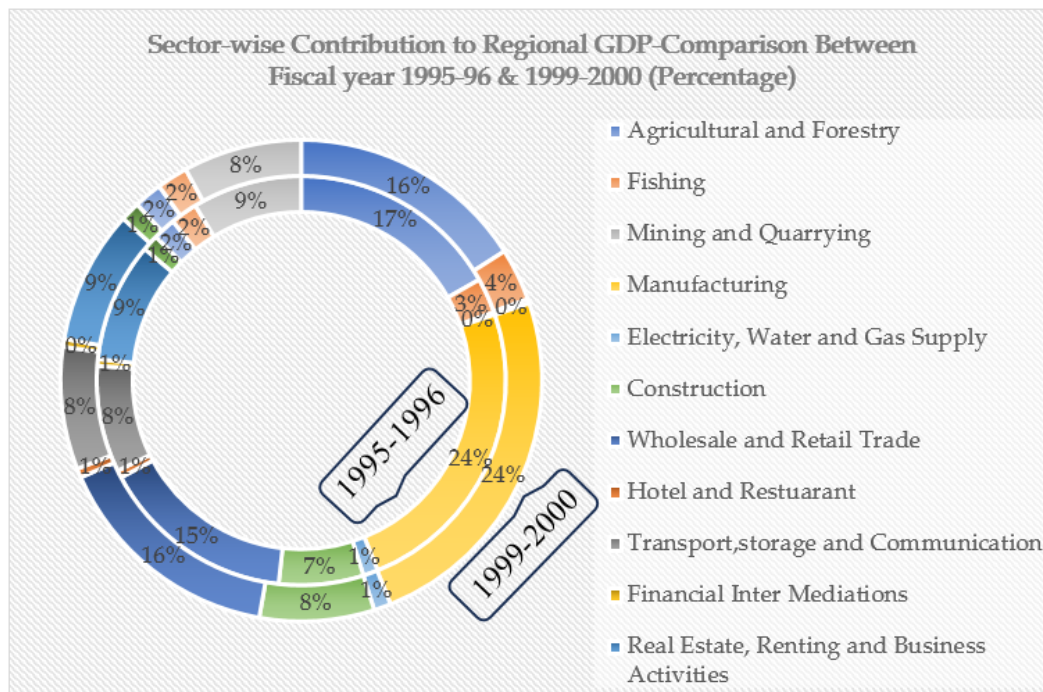 Sector-wise Contribution to Regional GDP-Comparison Between
Fiscal year 1995-96 & 1999-2000 (Percentage)
8%
16%
9%
17%
2%
2%
2%
2%
1%
1%
4%
3%
0%
0%
9%
9%
0%
1%
8%
8%
1%
1%
16%
15%
7%
8%
1%
1%
24%
24%
1995-1996
1999-2000
Agricultural and Forestry
Fishing
Mining and Quarrying
Manufacturing
Electricity, Water and Gas Supply
Construction
Wholesale and Retail Trade
Hotel and Restuarant
Transport,storage and Communication
Financial Inter Mediations
Real Estate, Renting and Business
Activities